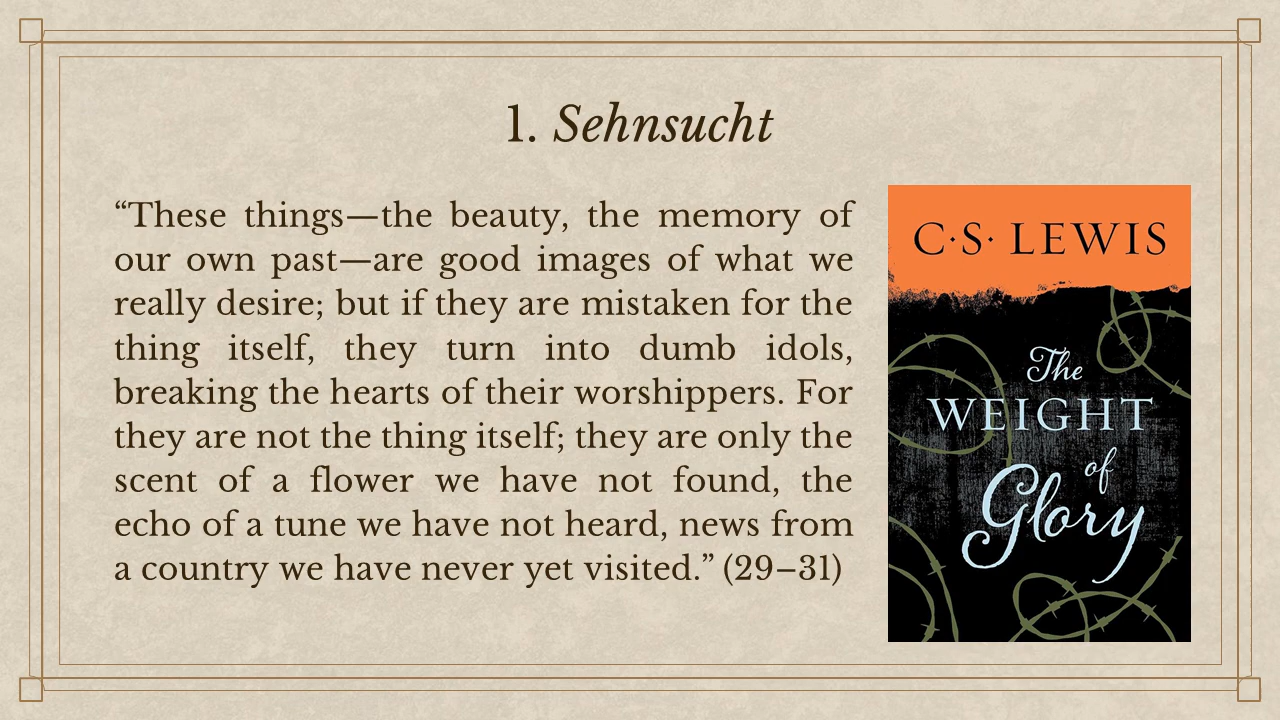 1. Sehnsucht
“These things—the beauty, the memory of
our own past—are good images of what we
really desire; but if they are mistaken for the
thing itself, they turn into dumb idols,
breaking the hearts of their worshippers. For
they are not the thing itself; they are only the
scent of a flower we have not found, the
echo of a tune we have not heard, news from
a country we have never yet visited.” (29–31)
C·S· LEWIS
The
WEIGHT
of
Glory